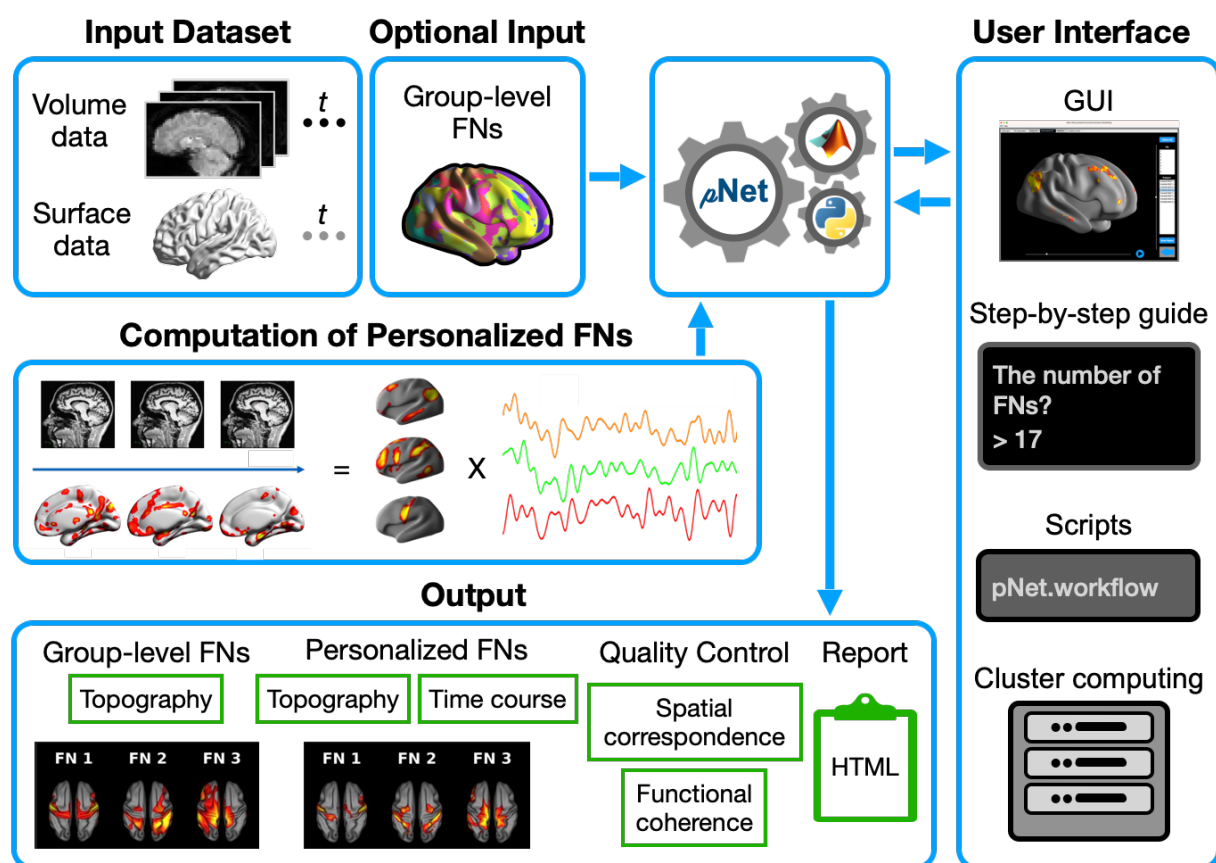 Input Dataset
Optional Input
User Interface
Volume
data
t
Surface
data
t
Group-level
FNs
pNet
GUI
Step-by-step guide
The number of
FNs?
> 17
Scripts
pNet.workflow
Cluster computing
Computation of Personalized FNs
=
X
Output
Group-level FNs
Topography
FN 1 FN 2 FN 3
Personalized FNs
Topography
Time course
FN 1 FN 2 FN 3
Quality Control
Spatial
correspondence
Functional
coherence
Report
HTML